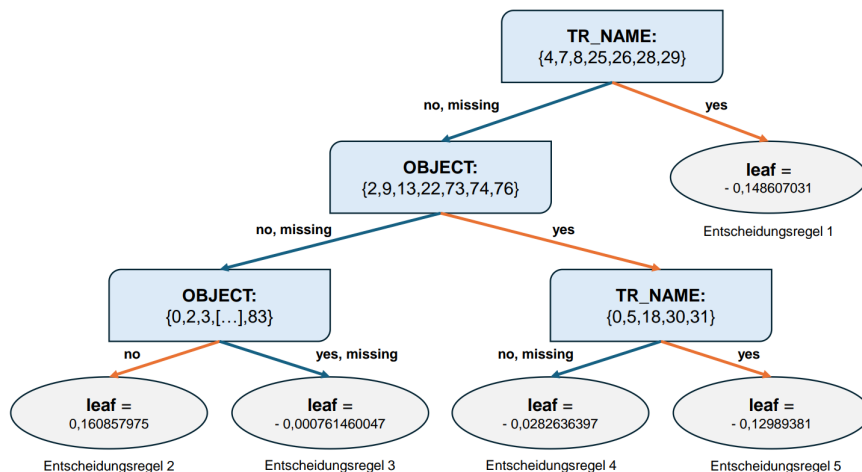 TR_NAME:
{4,7,8,25,26,28,29}
no, missing
yes
OBJECT:
{2,9,13,22,73,74,76}
leaf =
- 0,148607031
Entscheidungsregel 1
no, missing
yes
OBJECT:
{0,2,3,[…],83}
TR_NAME:
{0,5,18,30,31}
no
yes, missing
no, missing
yes
leaf =
0,160857975
leaf =
- 0,000761460047
leaf =
- 0,0282636397
leaf =
- 0,12989381
Entscheidungsregel 2
Entscheidungsregel 3
Entscheidungsregel 4
Entscheidungsregel 5